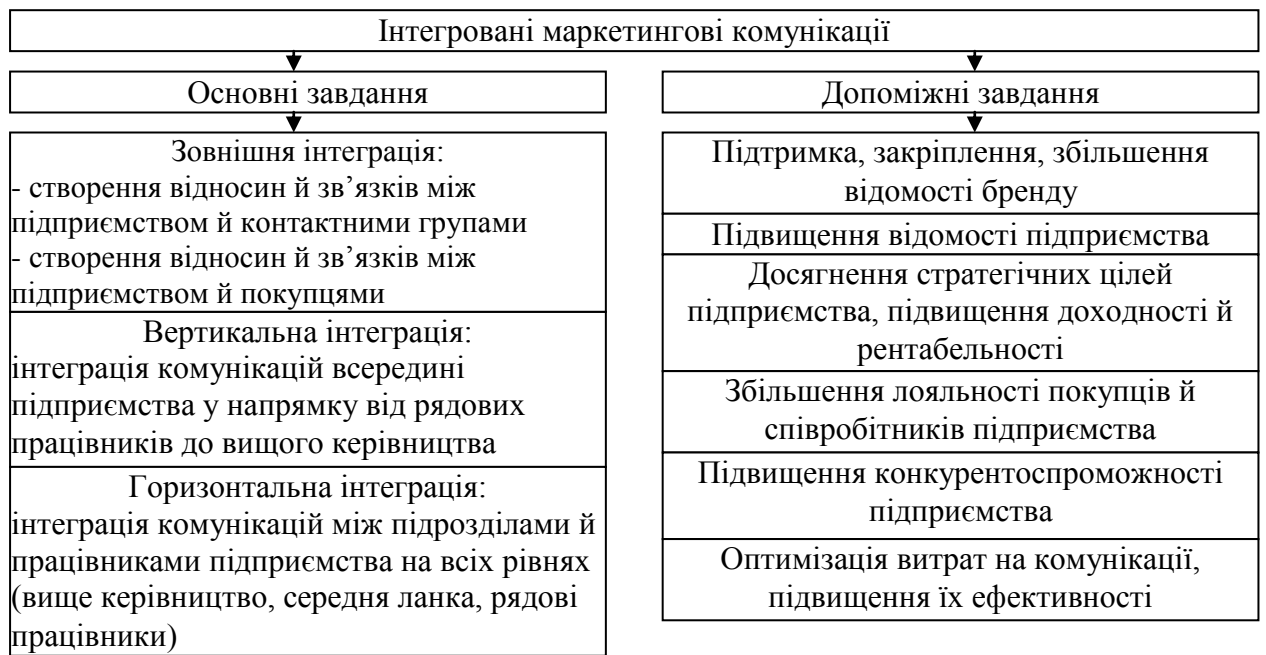 Інтегровані маркетингові комунікації
Основні завдання
Зовнішня інтеграція:
- створення відносин й зв’язків між
підприємством й контактними групами
- створення відносин й зв’язків між
підприємством й покупцями
Вертикальна інтеграція:
інтеграція комунікацій всередині
підприємства у напрямку від рядових
працівників до вищого керівництва
Горизонтальна інтеграція:
інтеграція комунікацій між підрозділами й
працівниками підприємства на всіх рівнях
(вище керівництво, середня ланка, рядові
працівники)
Допоміжні завдання
Підтримка, закріплення, збільшення
відомості бренду
Підвищення відомості підприємства
Досягнення стратегічних цілей
підприємства, підвищення доходності й
рентабельності
Збільшення лояльності покупців й
співробітників підприємства
Підвищення конкурентоспроможності
підприємства
Оптимізація витрат на комунікації,
підвищення їх ефективності